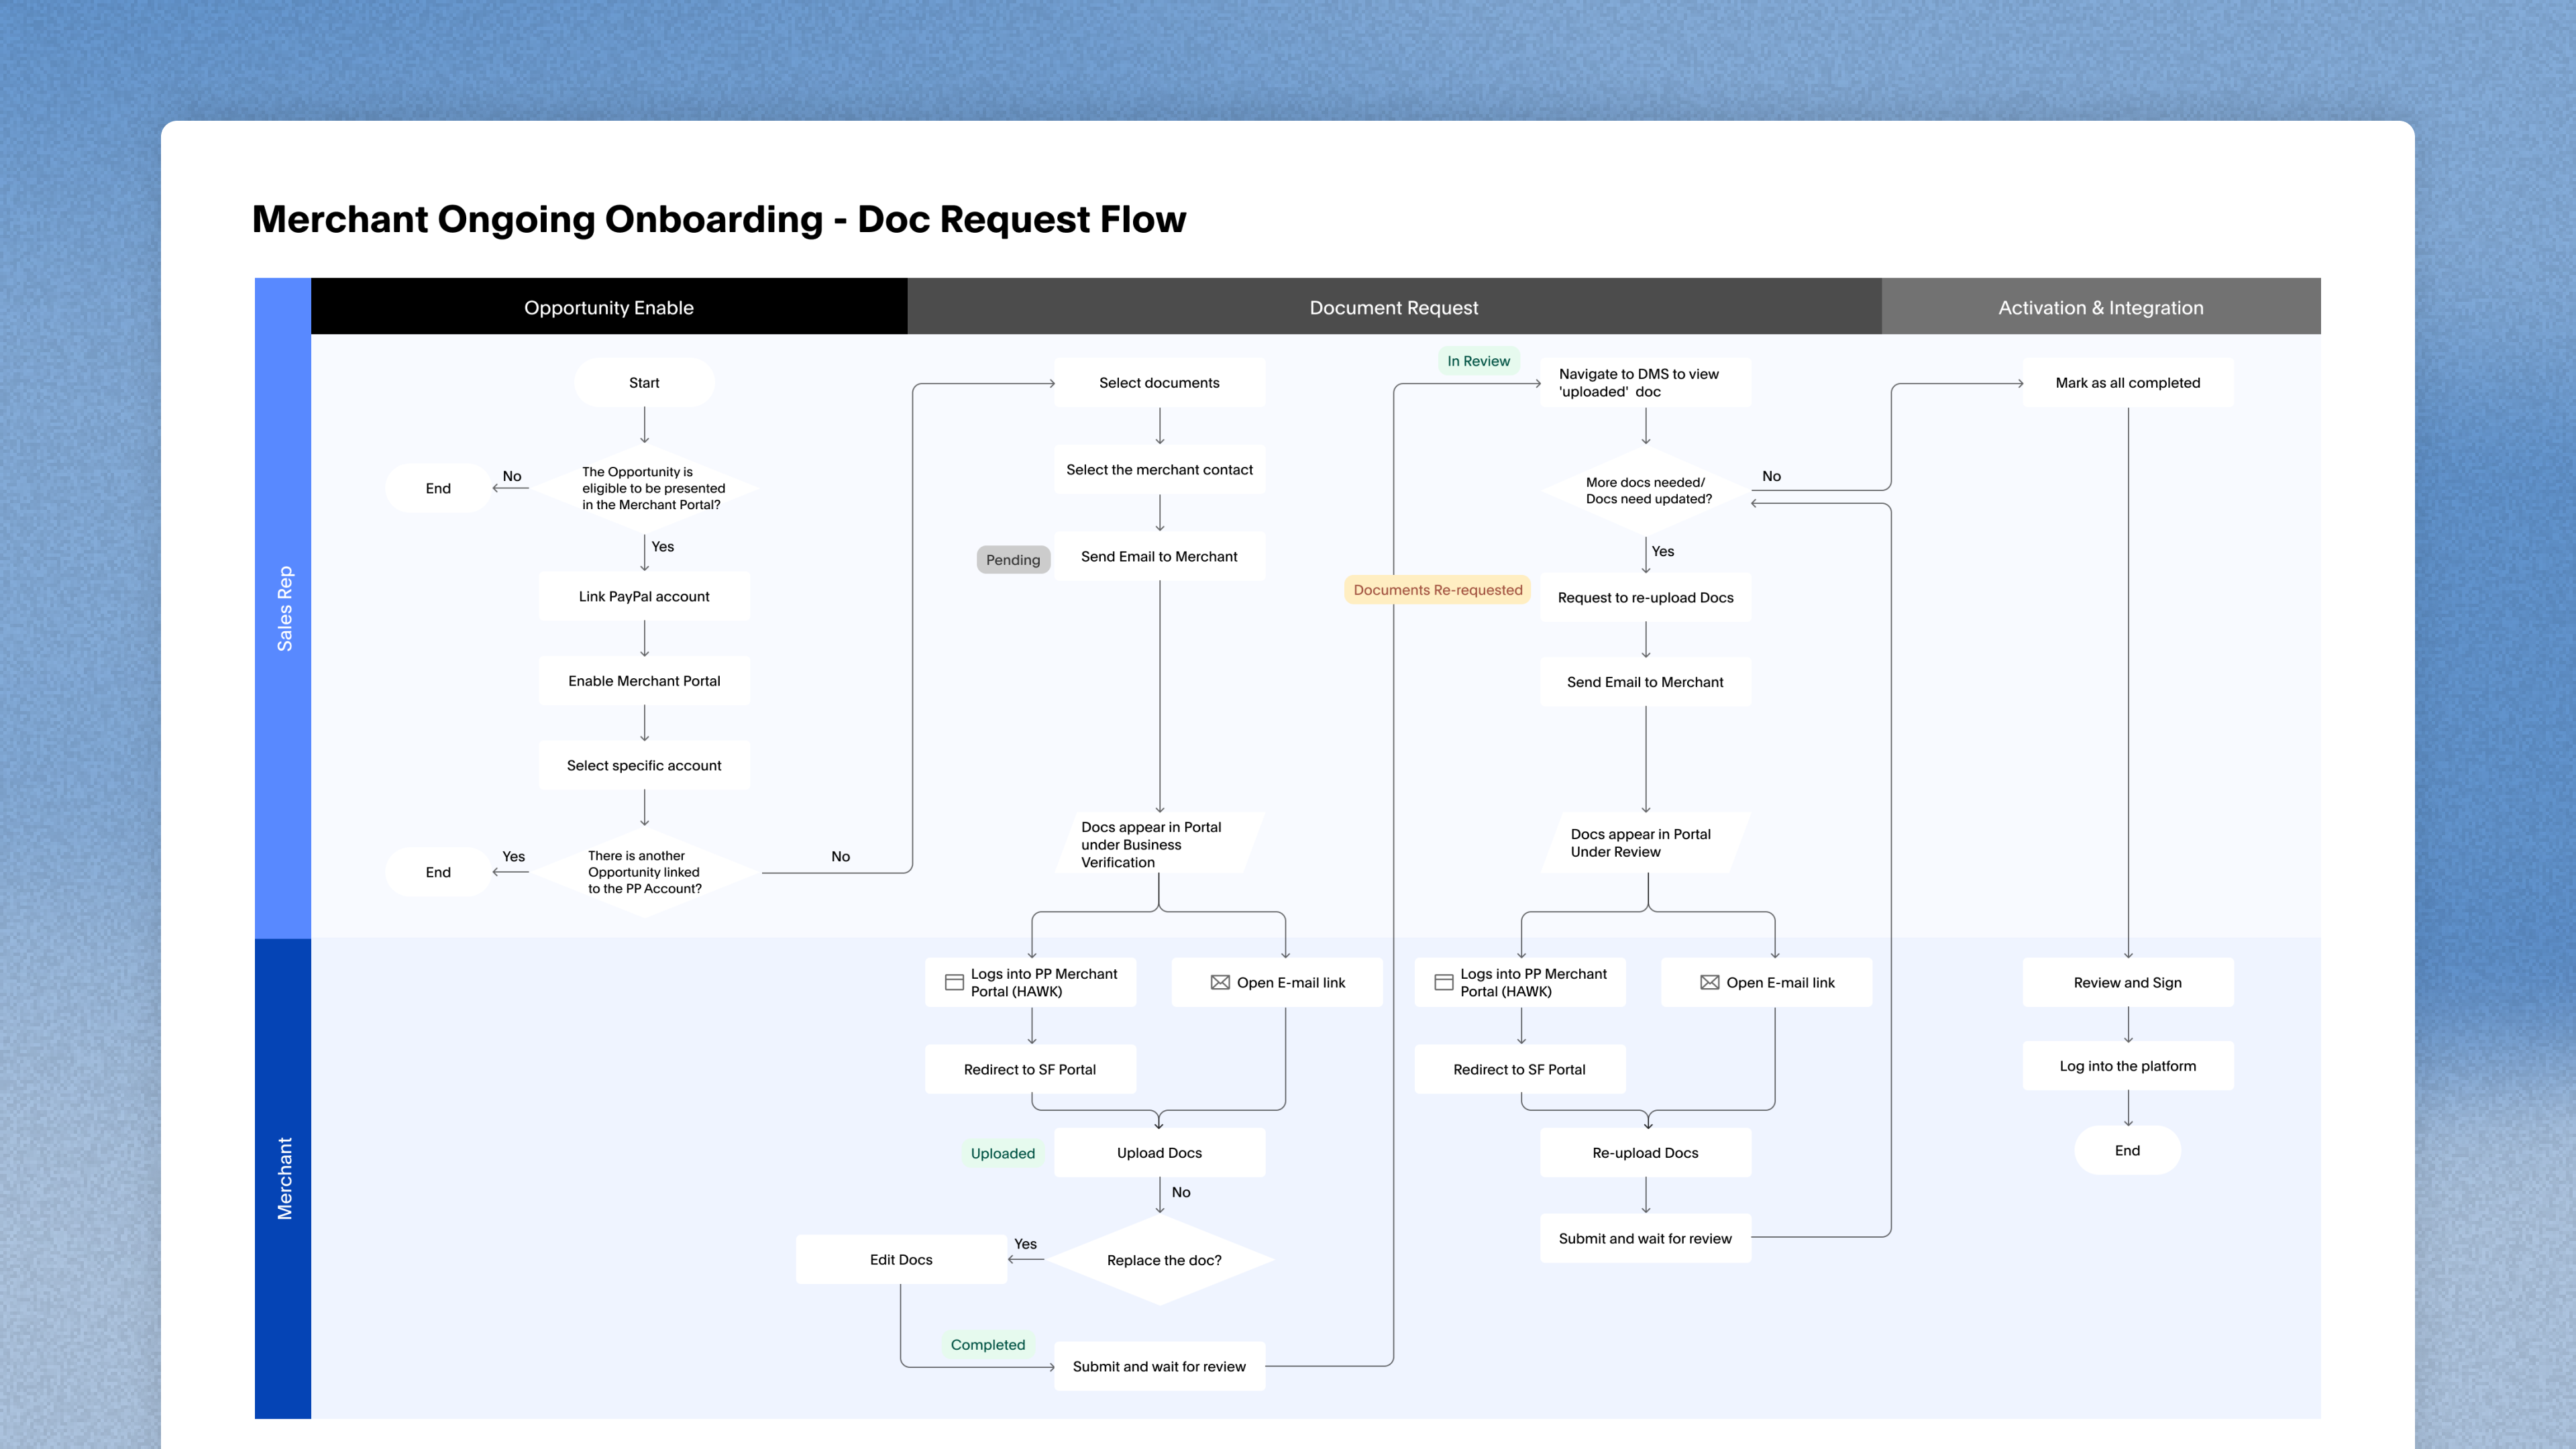 Merchant Ongoing Onboarding - Doc Request Flow
Opportunity Enable
Document Request
Activation & Integration
Sales Rep
Merchant
Start
The Opportunity is
eligible to be presented
in the Merchant Portal?
No
End
Yes
Link PayPal account
Enable Merchant Portal
Select specific account
There is another
Opportunity linked
to the PP Account?
Yes
End
No
Select documents
Select the merchant contact
Pending
Send Email to Merchant
Docs appear in Portal
under Business
Verification
Logs into PP Merchant
Portal (HAWK)
Open E-mail link
Redirect to SF Portal
Uploaded
Upload Docs
No
Replace the doc?
Yes
Edit Docs
Completed
Submit and wait for review
In Review
Navigate to DMS to view
'uploaded' doc
More docs needed/
Docs need updated?
No
Yes
Documents Re-requested
Request to re-upload Docs
Send Email to Merchant
Docs appear in Portal
Under Review
Logs into PP Merchant
Portal (HAWK)
Open E-mail link
Redirect to SF Portal
Re-upload Docs
Submit and wait for review
Mark as all completed
Review and Sign
Log into the platform
End